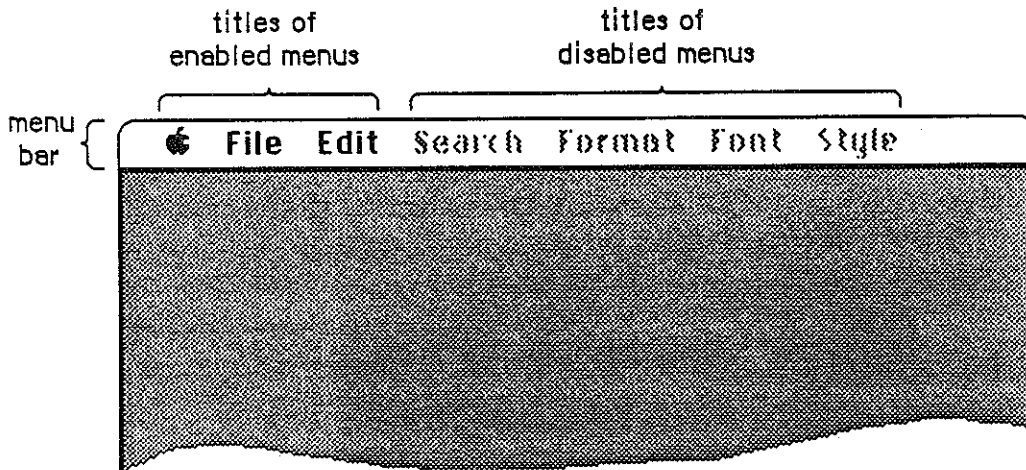 titles of
enabled menus
titles of
disabled menus
menu
bar
File Edit Search Format Font Style